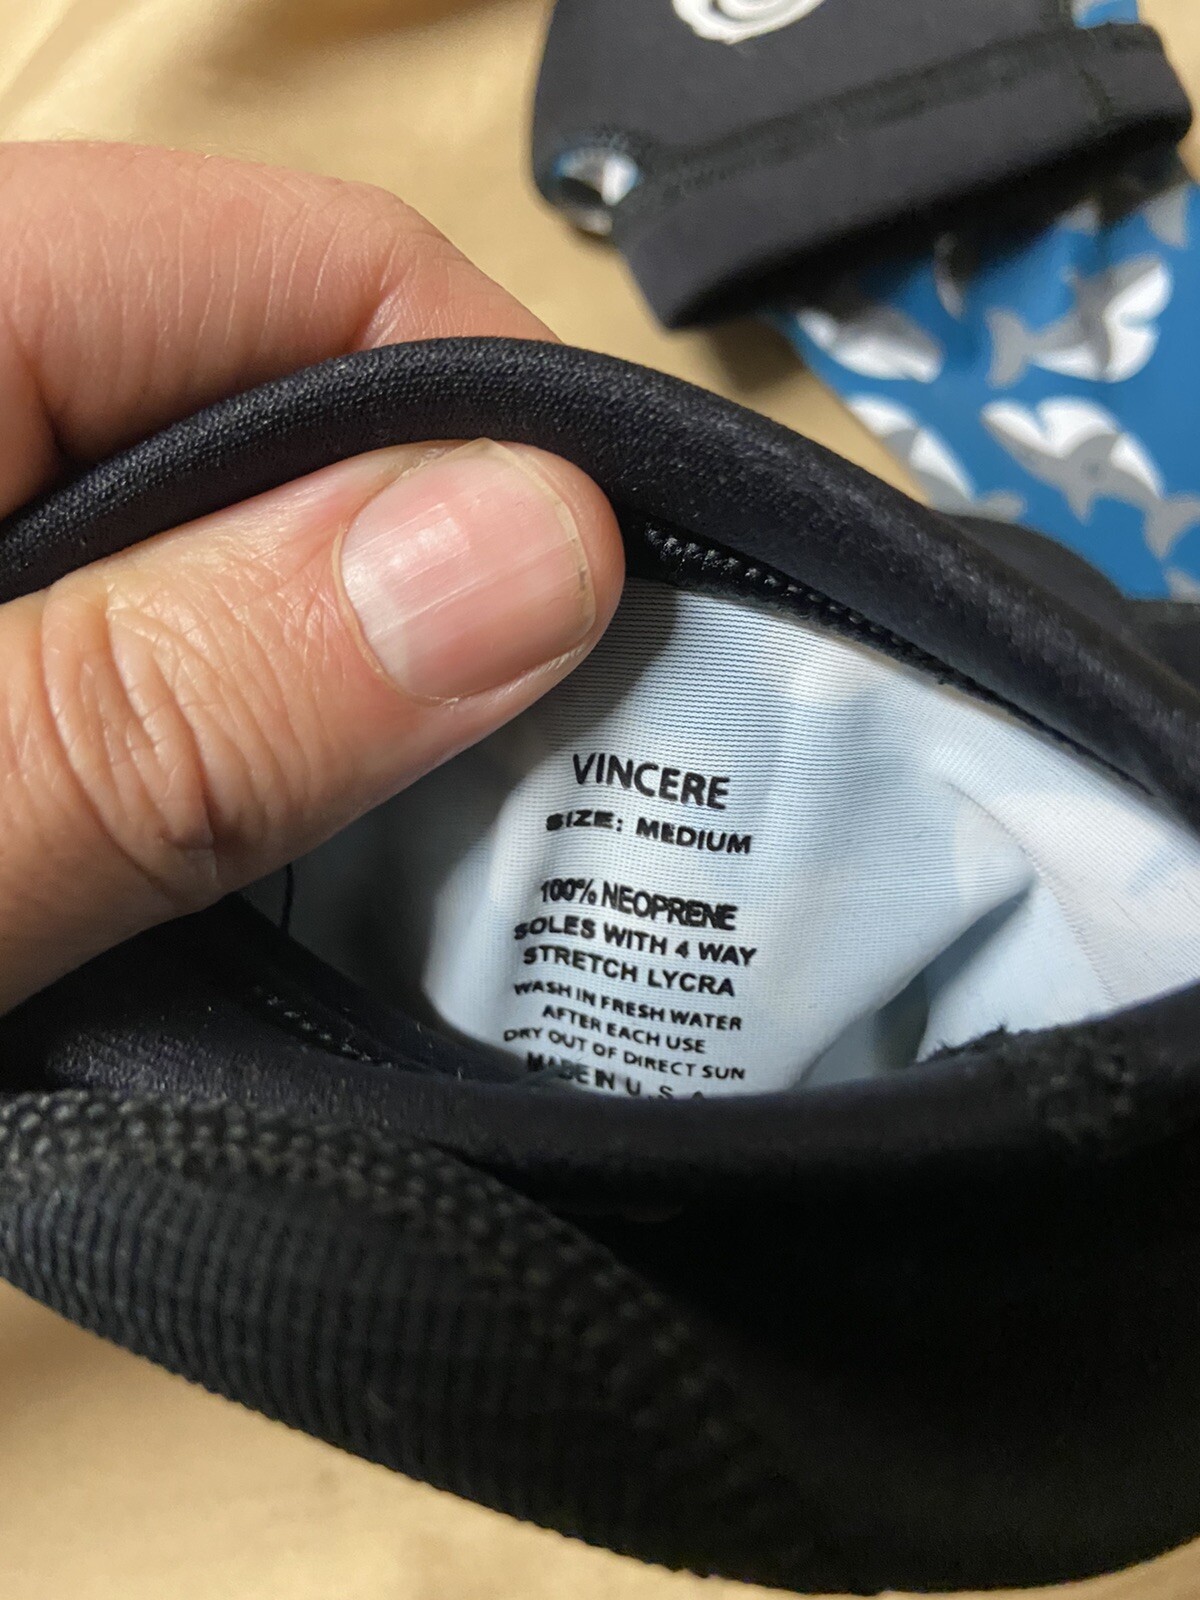 VINCERE
SIZE: MEDIUM
100% NEOPRENE
SOLES WITH 4 WAY
STRETCH LYCRA
WASH IN FRESH WATER
AFTER EACH USE
DRY OUT OF DIRECT SUN
MADE IN U.S.A